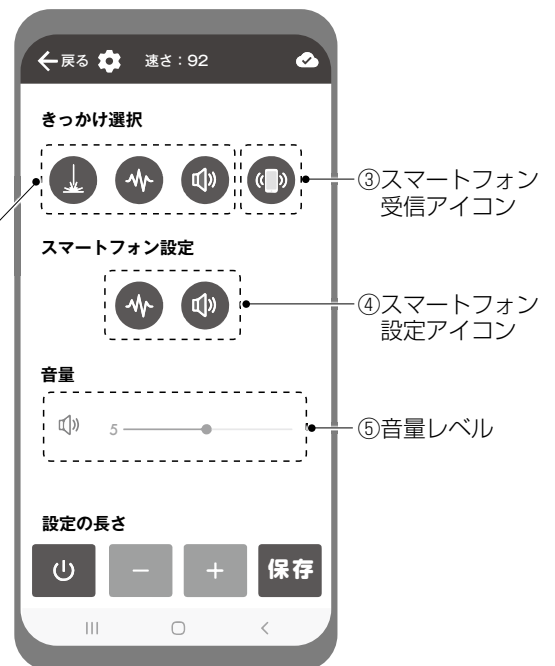 戻る 速さ：92
きっかけ選択
③スマートフォン
受信アイコン
スマートフォン設定
④スマートフォン
設定アイコン
音量
5
⑤音量レベル
設定の長さ
− + 保存